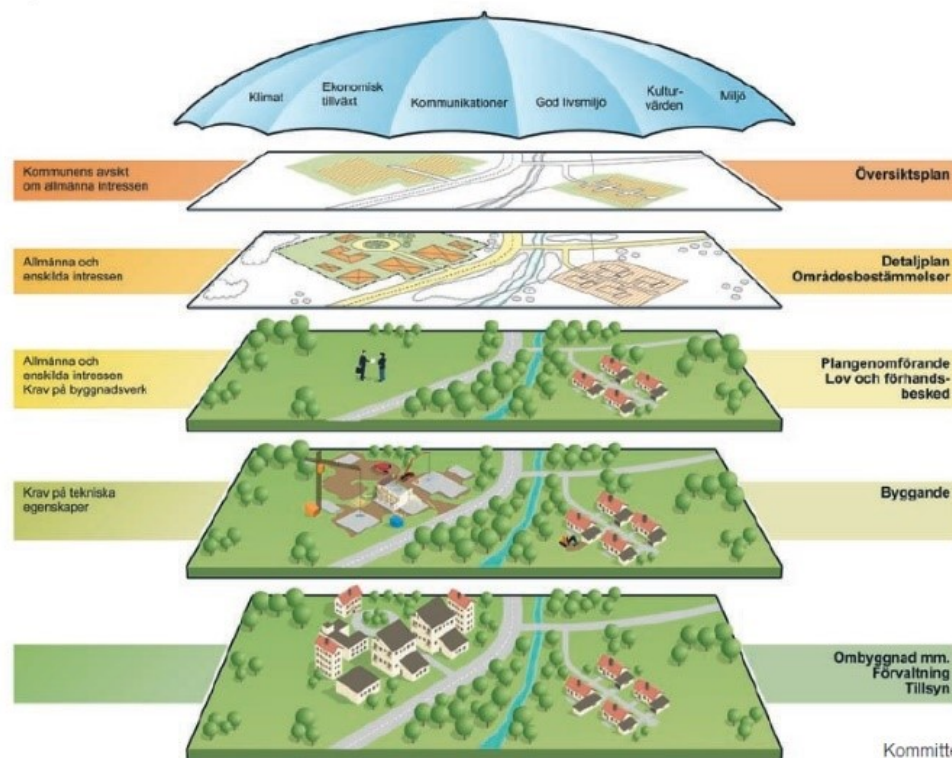 Klimat
Ekonomisk
tillväxt
Kommunikationer
God livsmiljö
Kultur-
värden
Miljö
Kommunens avsikt
om allmänna intressen
Översiktsplan
Allmänna och
enskilda intressen
Detaljplan
Områdesbestämmelser
Allmänna och
enskilda intressen
Krav på byggnadsverk
Plangenomförande
Lov och förhands-
besked
Krav på tekniska
egenskaper
Byggande
Ombyggnad mm.
Förvaltning
Tillsyn